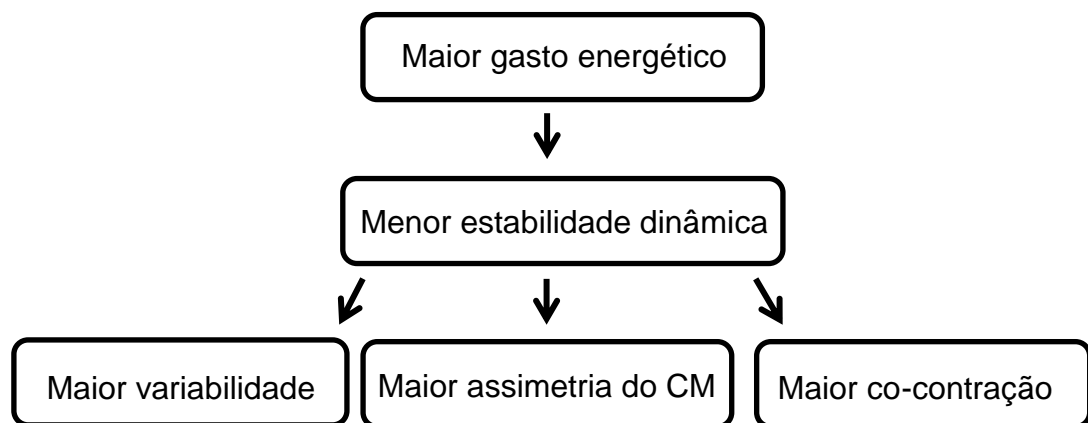 Maior gasto energético
Menor estabilidade dinâmica
Maior variabilidade
Maior assimetria do CM
Maior co-contração